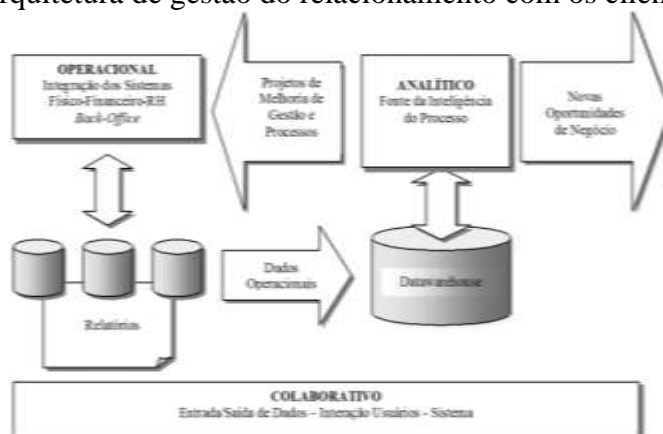 rquitetura de gestão do relacionamento com os clien
OPERACIONAL
Integração dos Sistemas
Físico-Financeiro-RH
Back-Office
Projetos de
Melhoria de
Gestão e
Processos
ANALÍTICO
Fonte da Inteligência
do Processo
Novas
Oportunidades
de Negócio
Relatórios
Dados
Operacionais
Datawarehouse
COLABORATIVO
Entrada/Saída de Dados – Interação Usuários - Sistema